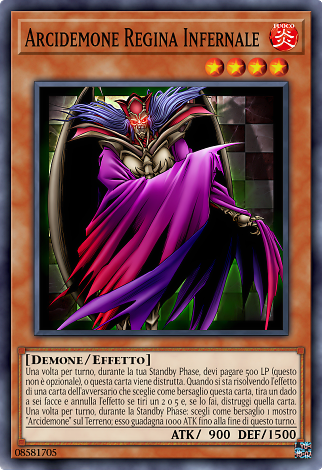 Arcidemone Regina Infernale
FUOCO
炎
[Demone/Effetto]
Una volta per turno, durante la tua Standby Phase, devi pagare 500 LP (questo
non è opzionale), o questa carta viene distrutta. Quando si sta risolvendo l'effetto
di una carta dell'avversario che sceglie come bersaglio questa carta, tira un dado
a sei facce e annulla l'effetto se tiri un 2 o 5 e, se lo fai, distruggi quella carta.
Una volta per turno, durante la Standby Phase: scegli come bersaglio 1 mostro
"Arcidemone" sul Terreno; esso guadagna 1000 ATK fino alla fine di questo turno.
ATK/ 900 DEF/1500
08581705